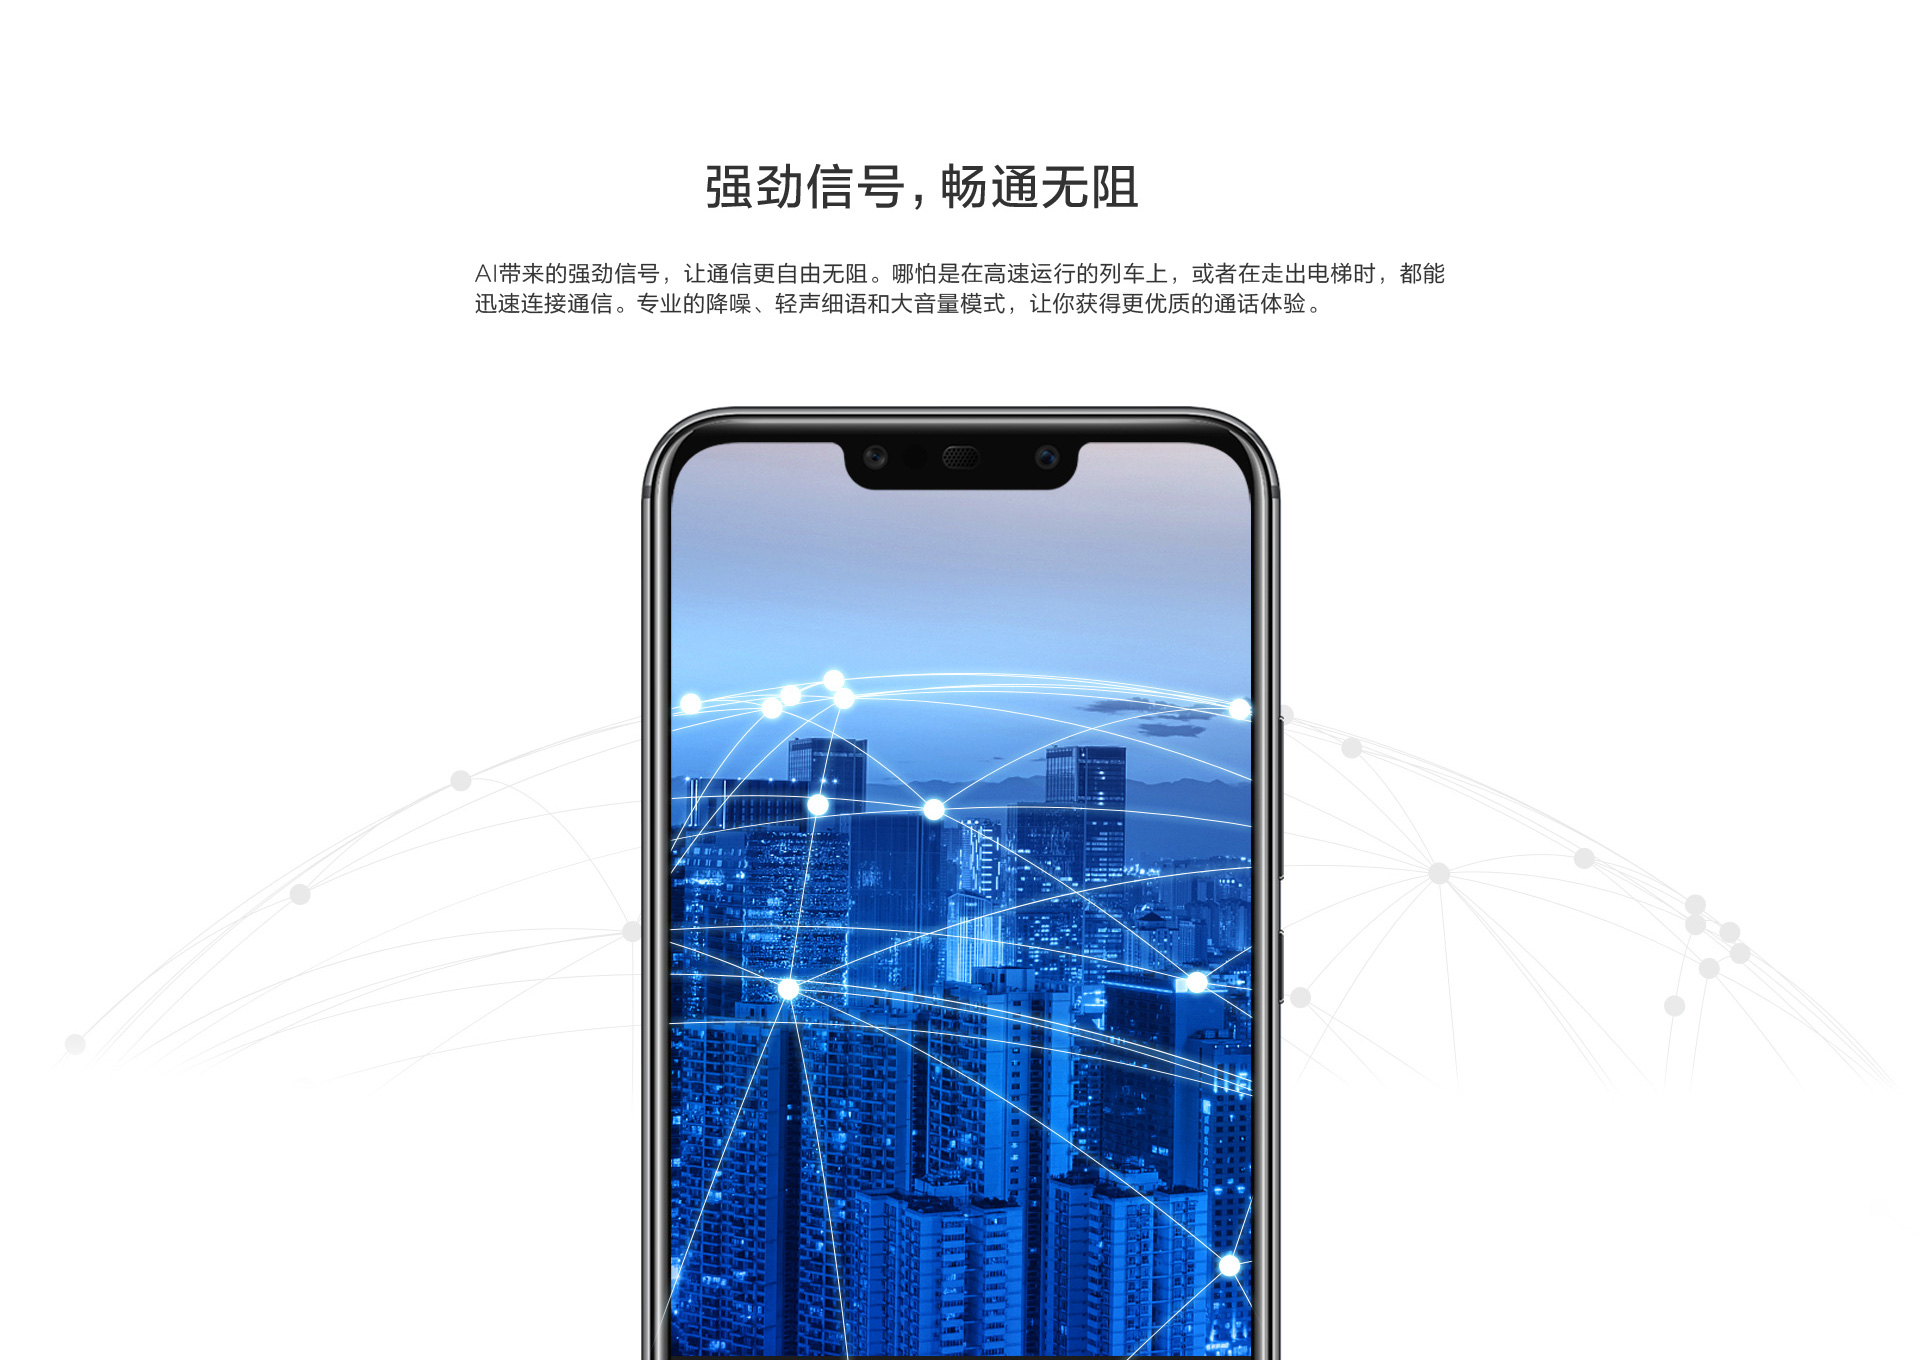 强劲信号，畅通无阻
AI带来的强劲信号，让通信更自由无阻。哪怕是在高速运行的列车上，或者在走出电梯时，都能
迅速连接通信。专业的降噪、轻声细语和大音量模式，让你获得更优质的通话体验。